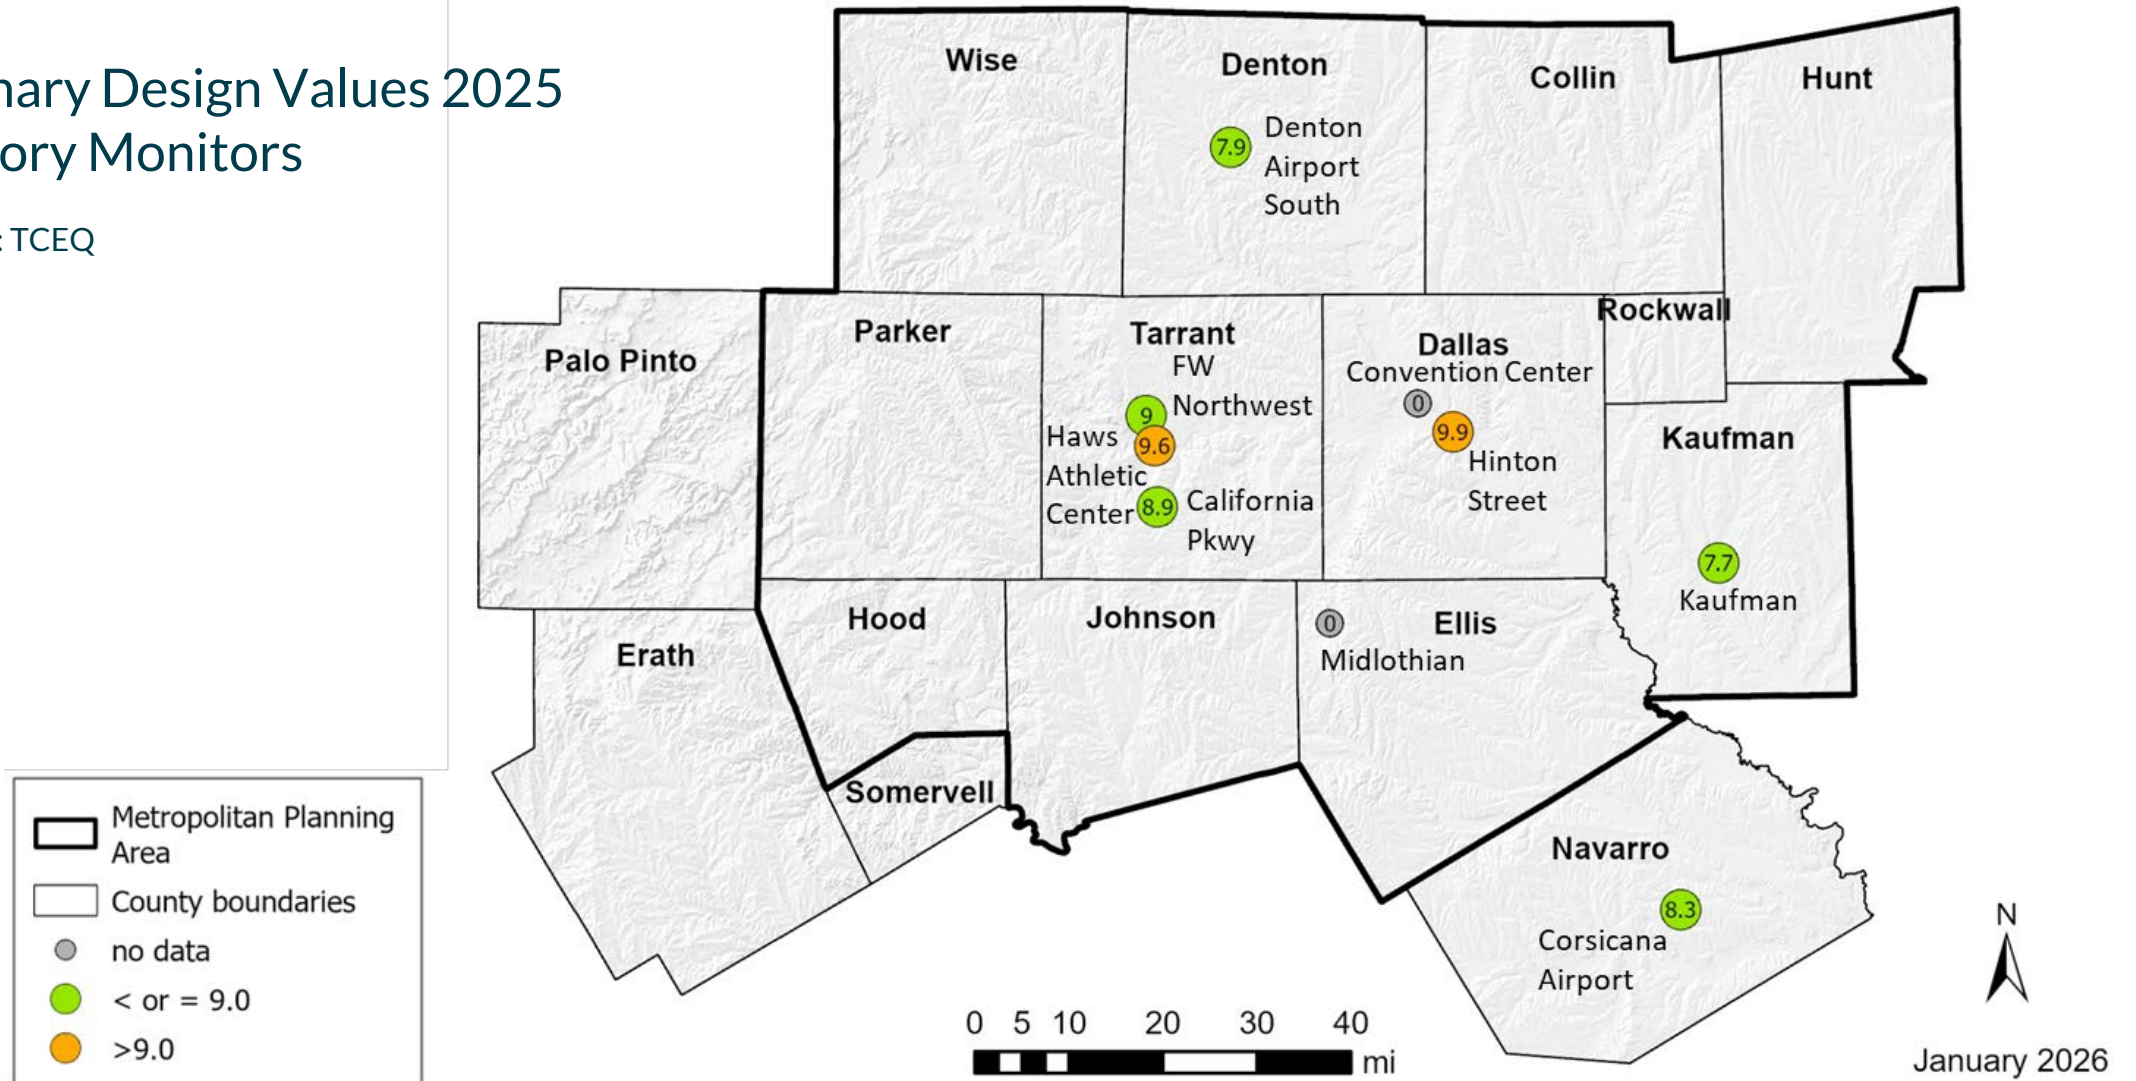 nary Design Values 2025
ory Monitors
: TCEQ
Wise
Denton
Collin
Hunt
7.9
Denton
Airport
South
Palo Pinto
Parker
Tarrant
FW
Northwest
9
Haws
Athletic
Center
9.6
8.9
California
Pkwy
Dallas
Convention Center
0
9.9
Hinton
Street
Rockwall
Kaufman
7.7
Kaufman
Erath
Hood
Johnson
Ellis
0
Midlothian
Somervell
Navarro
8.3
Corsicana
Airport
Metropolitan Planning
Area
County boundaries
no data
< or = 9.0
>9.0
0 5 10 20 30 40
mi
N
January 2026